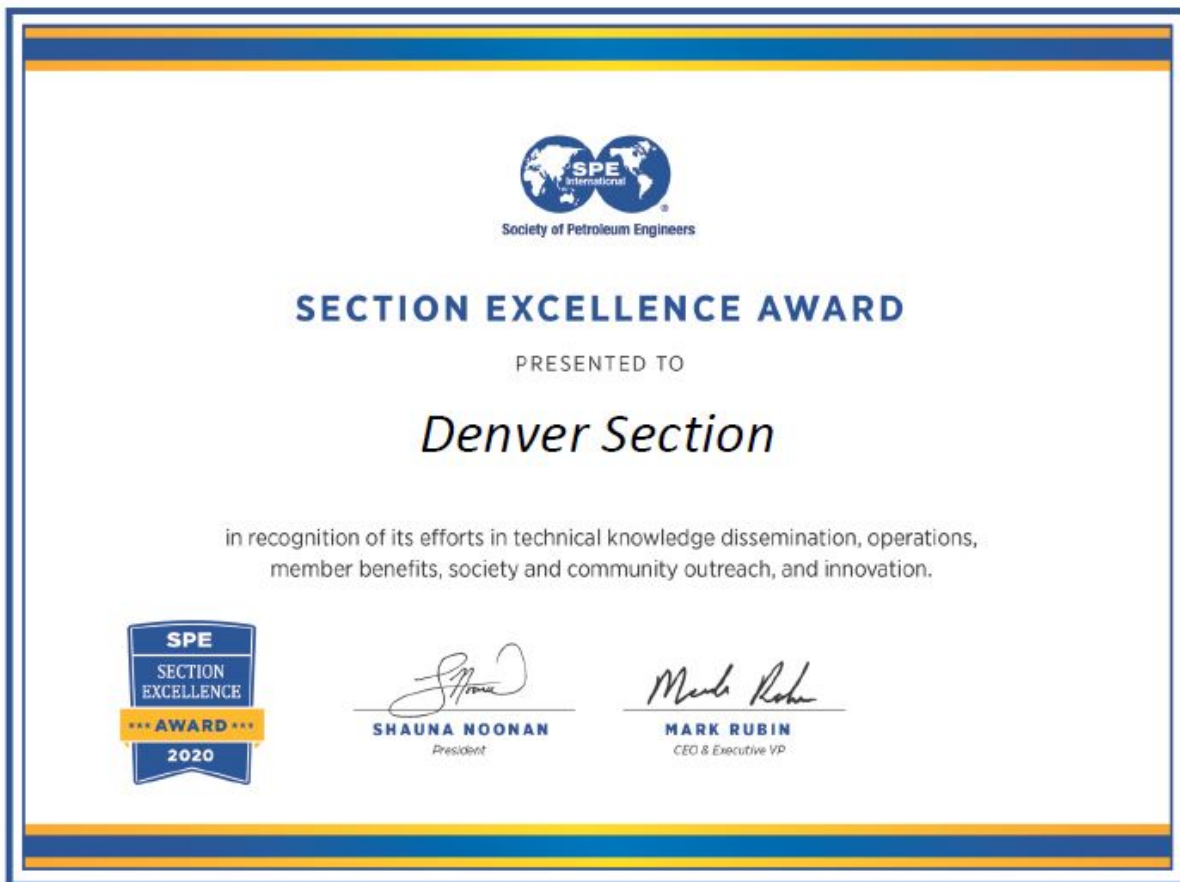 SPE
International
®
Society of Petroleum Engineers
SECTION EXCELLENCE AWARD
PRESENTED TO
Denver Section
in recognition of its efforts in technical knowledge dissemination, operations,
member benefits, society and community outreach, and innovation.
SPE
SECTION
EXCELLENCE
*** AWARD ***
2020
SHAUNA NOONAN
President
MARK RUBIN
CEO & Executive VP